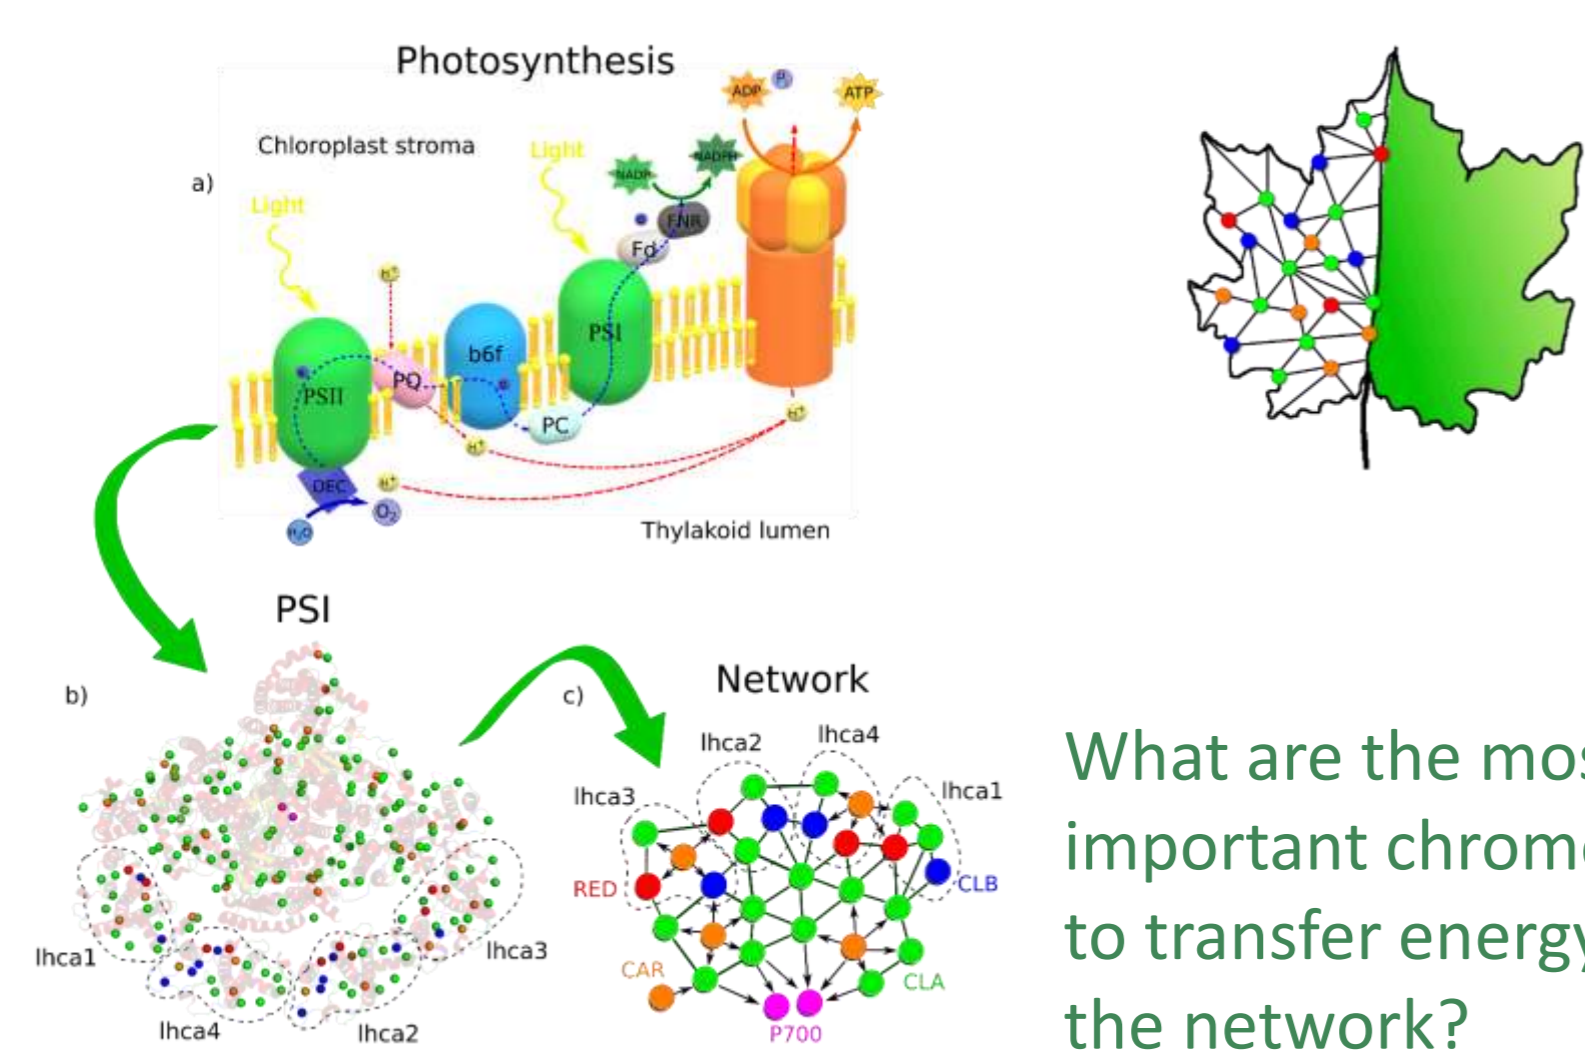 Photosynthesis
Chloroplast stroma
a)
Light
Light
ADP
Pi
ATP
NADP
NADPH
FNR
Fd
h+
PSII
PQ
b6f
PC
PSI
h+
h+
h+
OEC
H2O
O2
Thylakoid lumen
PSI
b)
lhca1
lhca4
lhca2
lhca3
c)
Network
lhca2
lhca4
lhca3
lhca1
RED
CLB
CAR
CLA
P700
What are the mos
important chromo
to transfer energy
the network?